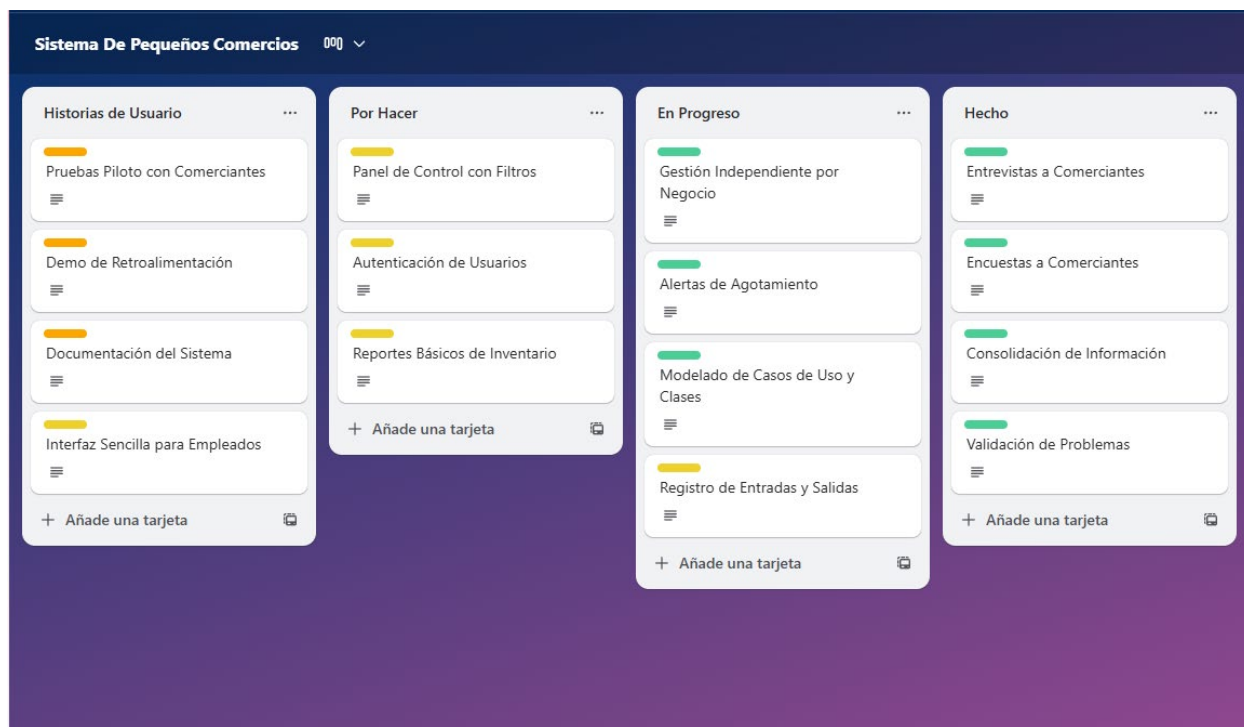 Sistema De Pequeños Comercios
Historias de Usuario
Pruebas Piloto con Comerciantes
Demo de Retroalimentación
Documentación del Sistema
Interfaz Sencilla para Empleados
+ Añade una tarjeta
Por Hacer
Panel de Control con Filtros
Autenticación de Usuarios
Reportes Básicos de Inventario
+ Añade una tarjeta
En Progreso
Gestión Independiente por
Negocio
Alertas de Agotamiento
Modelado de Casos de Uso y
Clases
Registro de Entradas y Salidas
+ Añade una tarjeta
Hecho
Entrevistas a Comerciantes
Encuestas a Comerciantes
Consolidación de Información
Validación de Problemas
+ Añade una tarjeta